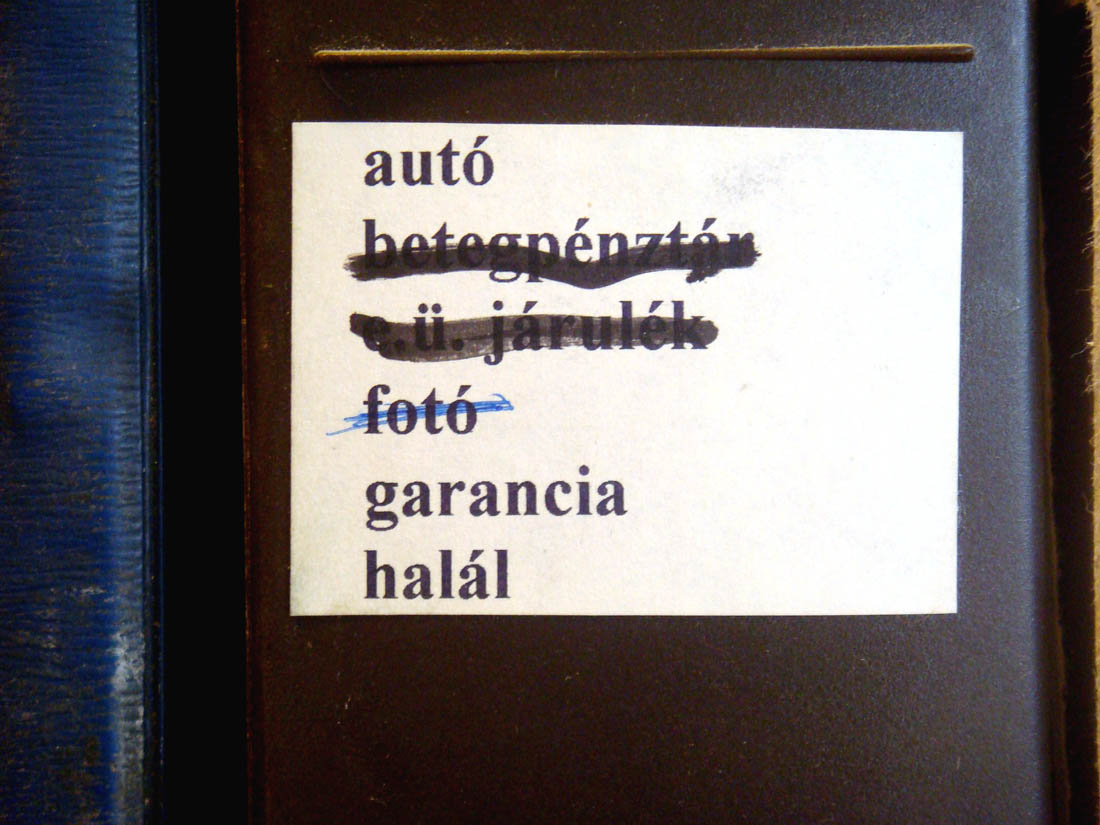 autó
betegpénztár
e.ü. járulék
fotó
garancia
halál